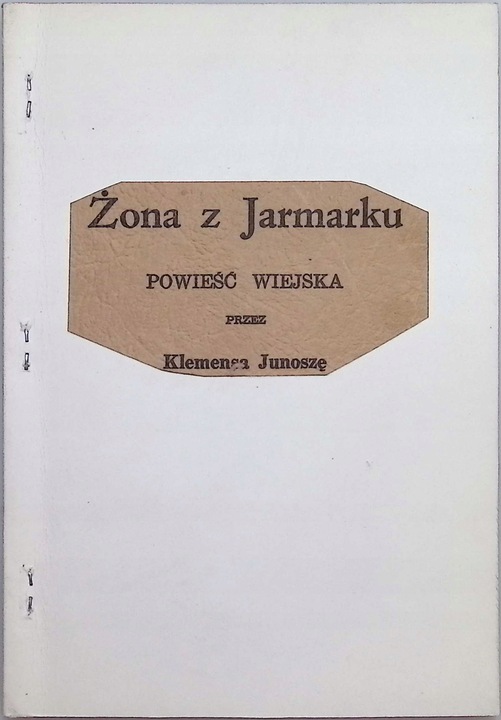 Żona z Jarmarku
POWIEŚĆ WIEJSKA
PRZEZ
Klemensa Junoszę